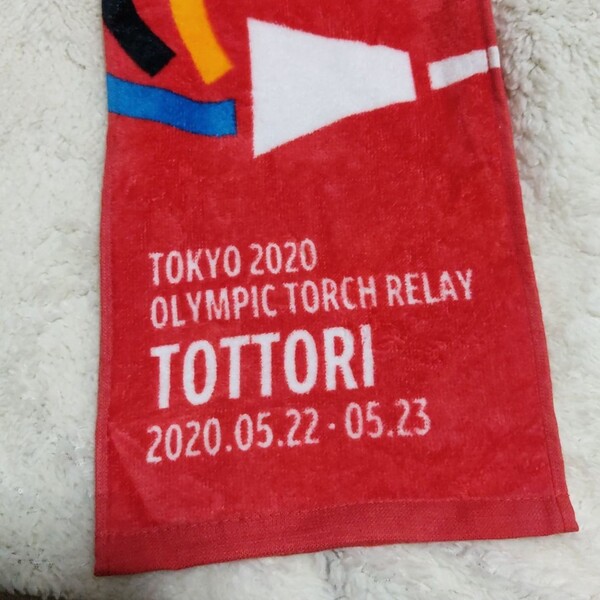 TOKYO 2020
OLYMPIC TORCH RELAY
TOTTORI
2020.05.22 · 05.23